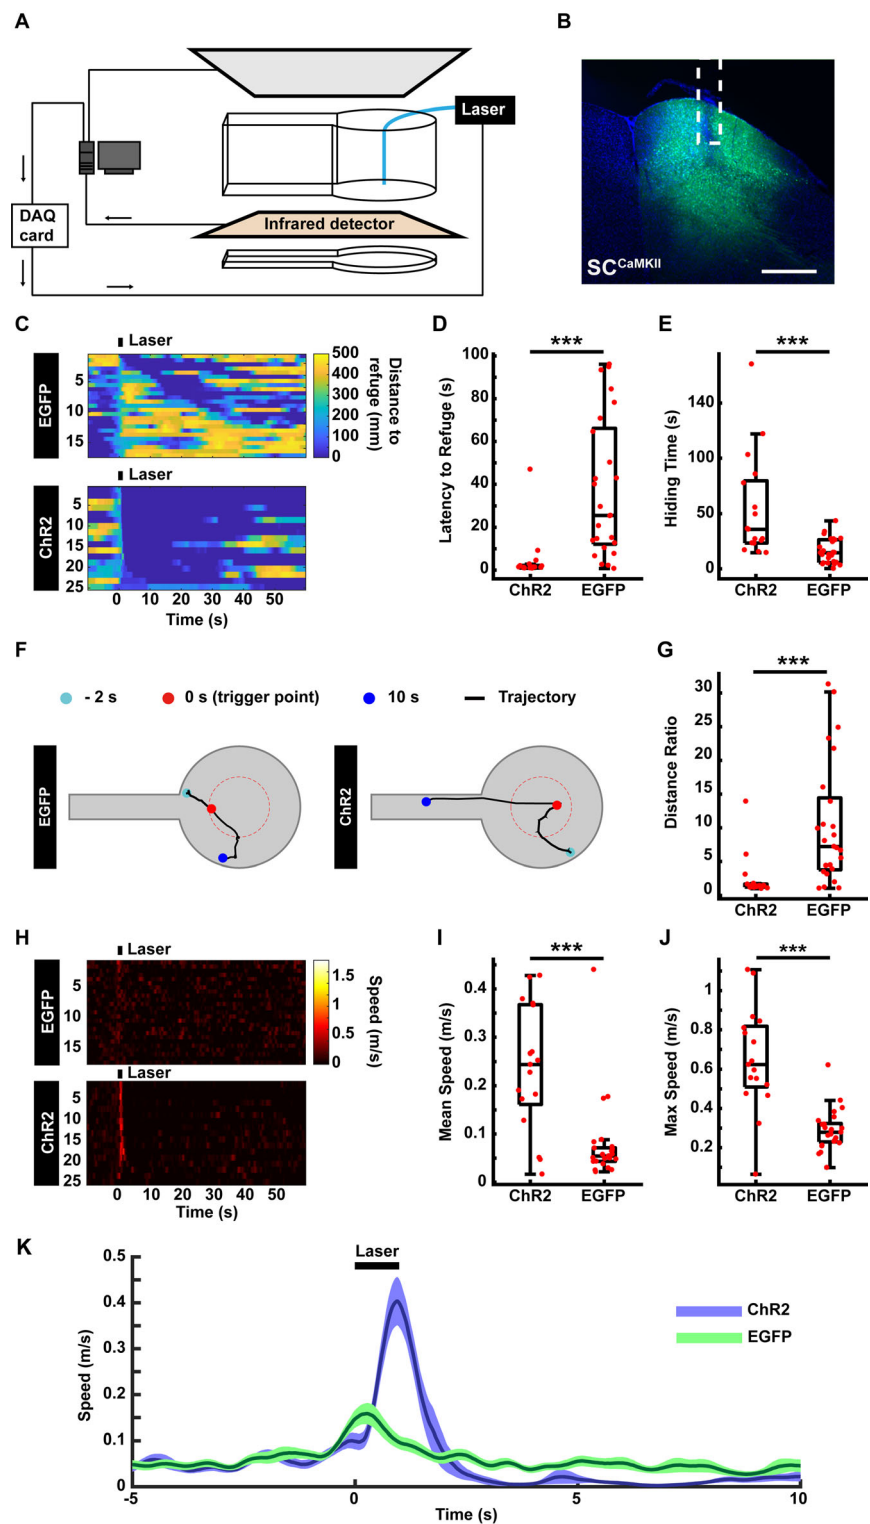 A
B
Laser
DAQ
card
Infrared detector
SC^CaMKII
C
Laser
EGFP
5
10
15
500
400
300
200
100
0
Distance to
refuge (mm)
Laser
ChR2
5
10
15
20
25
0 10 20 30 40 50
Time (s)
D
***
Latency to Refuge (s)
100
80
60
40
20
0
ChR2 EGFP
E
***
Hiding Time (s)
140
100
50
0
ChR2 EGFP
F
- 2 s
0 s (trigger point)
10 s
Trajectory
EGFP
ChR2
G
***
Distance Ratio
30
25
20
15
10
5
0
ChR2 EGFP
H
Laser
EGFP
5
10
15
1.5
1
0.5
0
Speed (m/s)
Laser
ChR2
5
10
15
20
25
0 10 20 30 40 50
Time (s)
I
***
Mean Speed (m/s)
0.4
0.3
0.2
0.1
0
ChR2 EGFP
J
***
Max Speed (m/s)
1
0.8
0.6
0.4
0.2
ChR2 EGFP
K
Laser
Speed (m/s)
0.5
0.4
0.3
0.2
0.1
0
-5 0 5 10
Time (s)
ChR2
EGFP